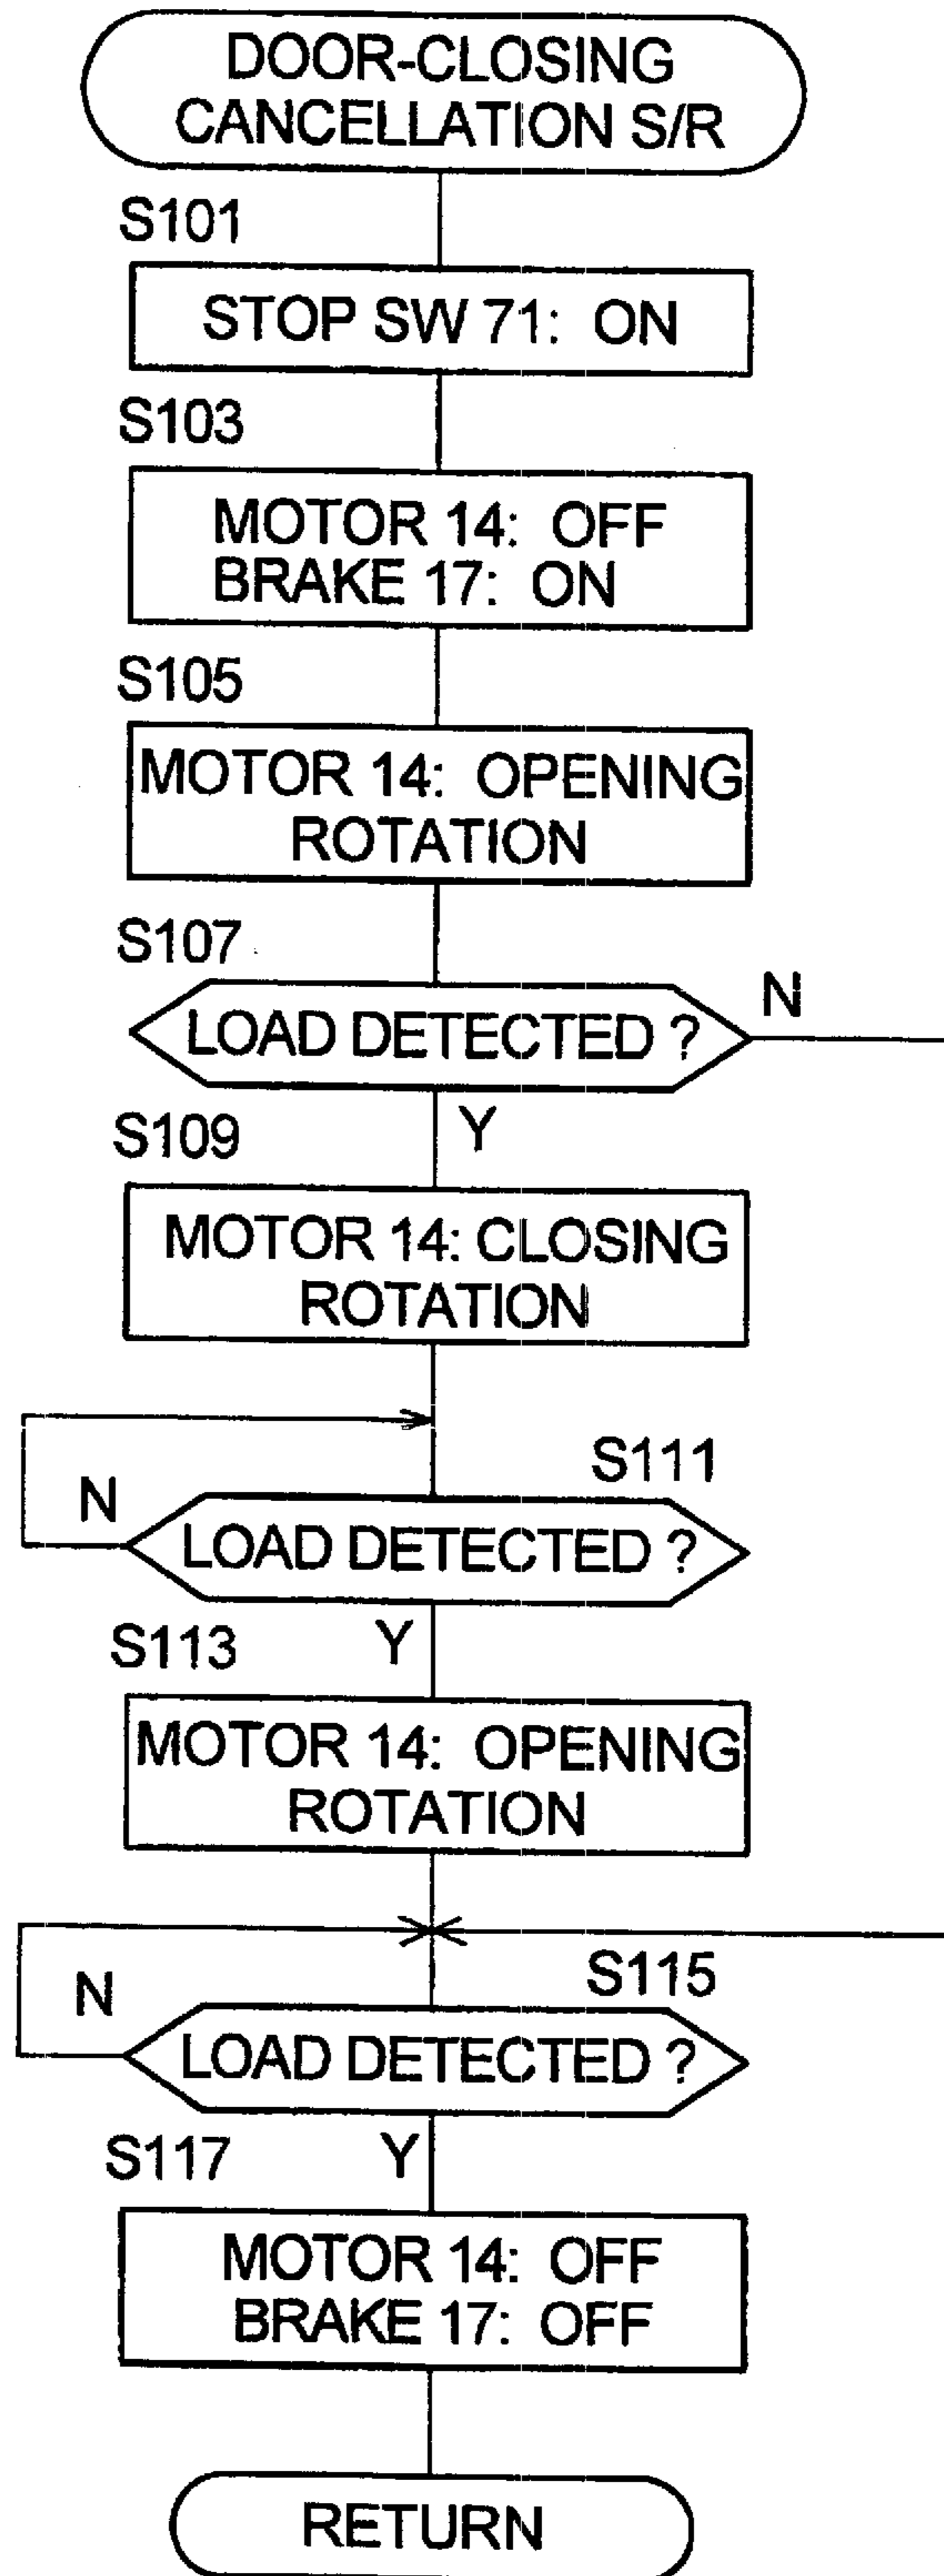 DOOR-CLOSING
CANCELLATION S/R
S101
STOP SW 71: ON
S103
MOTOR 14: OFF
BRAKE 17: ON
S105
MOTOR 14: OPENING
ROTATION
S107
LOAD DETECTED ?
N
Y
S109
MOTOR 14: CLOSING
ROTATION
S111
N
LOAD DETECTED ?
Y
S113
MOTOR 14: OPENING
ROTATION
S115
N
LOAD DETECTED ?
Y
S117
MOTOR 14: OFF
BRAKE 17: OFF
RETURN